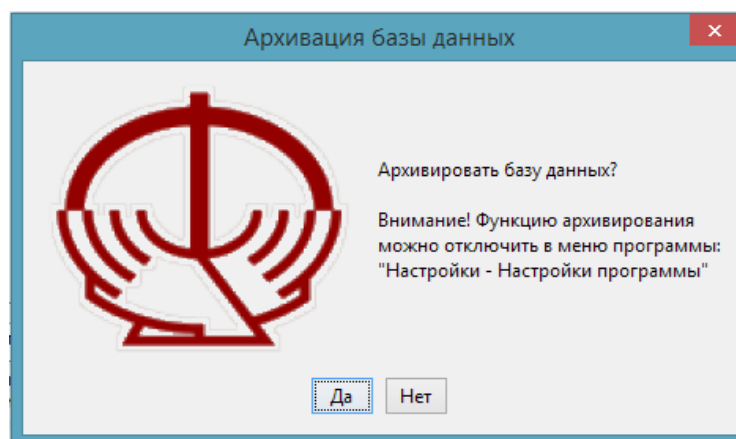 Архивация базы данных
Архивировать базу данных?
Внимание! Функцию архивирования
можно отключить в меню программы:
"Настройки - Настройки программы"
Да Нет